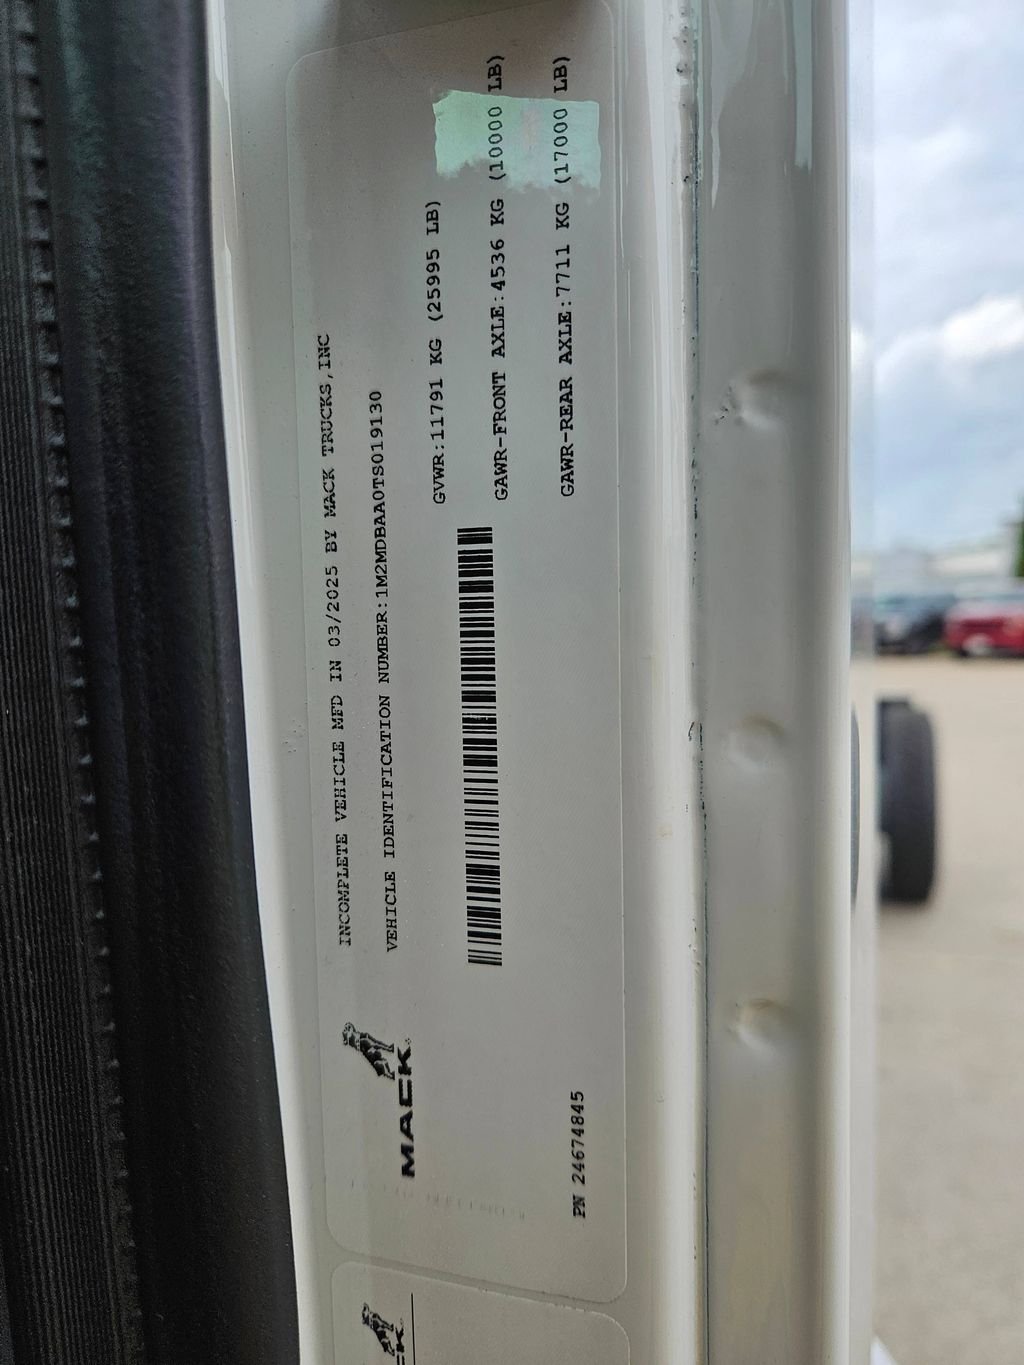 INCOMPLETE VEHICLE MFD IN 03/2025 BY MACK TRUCKS,INC
VEHICLE IDENTIFICATION NUMBER:1M2MDBAA0TS019130
GVWR:11791 KG (25995 LB)
GAWR-FRONT AXLE:4536 KG (10000 LB)
GAWR-REAR AXLE:7711 KG (17000 LB)
MACK
PN 24674845